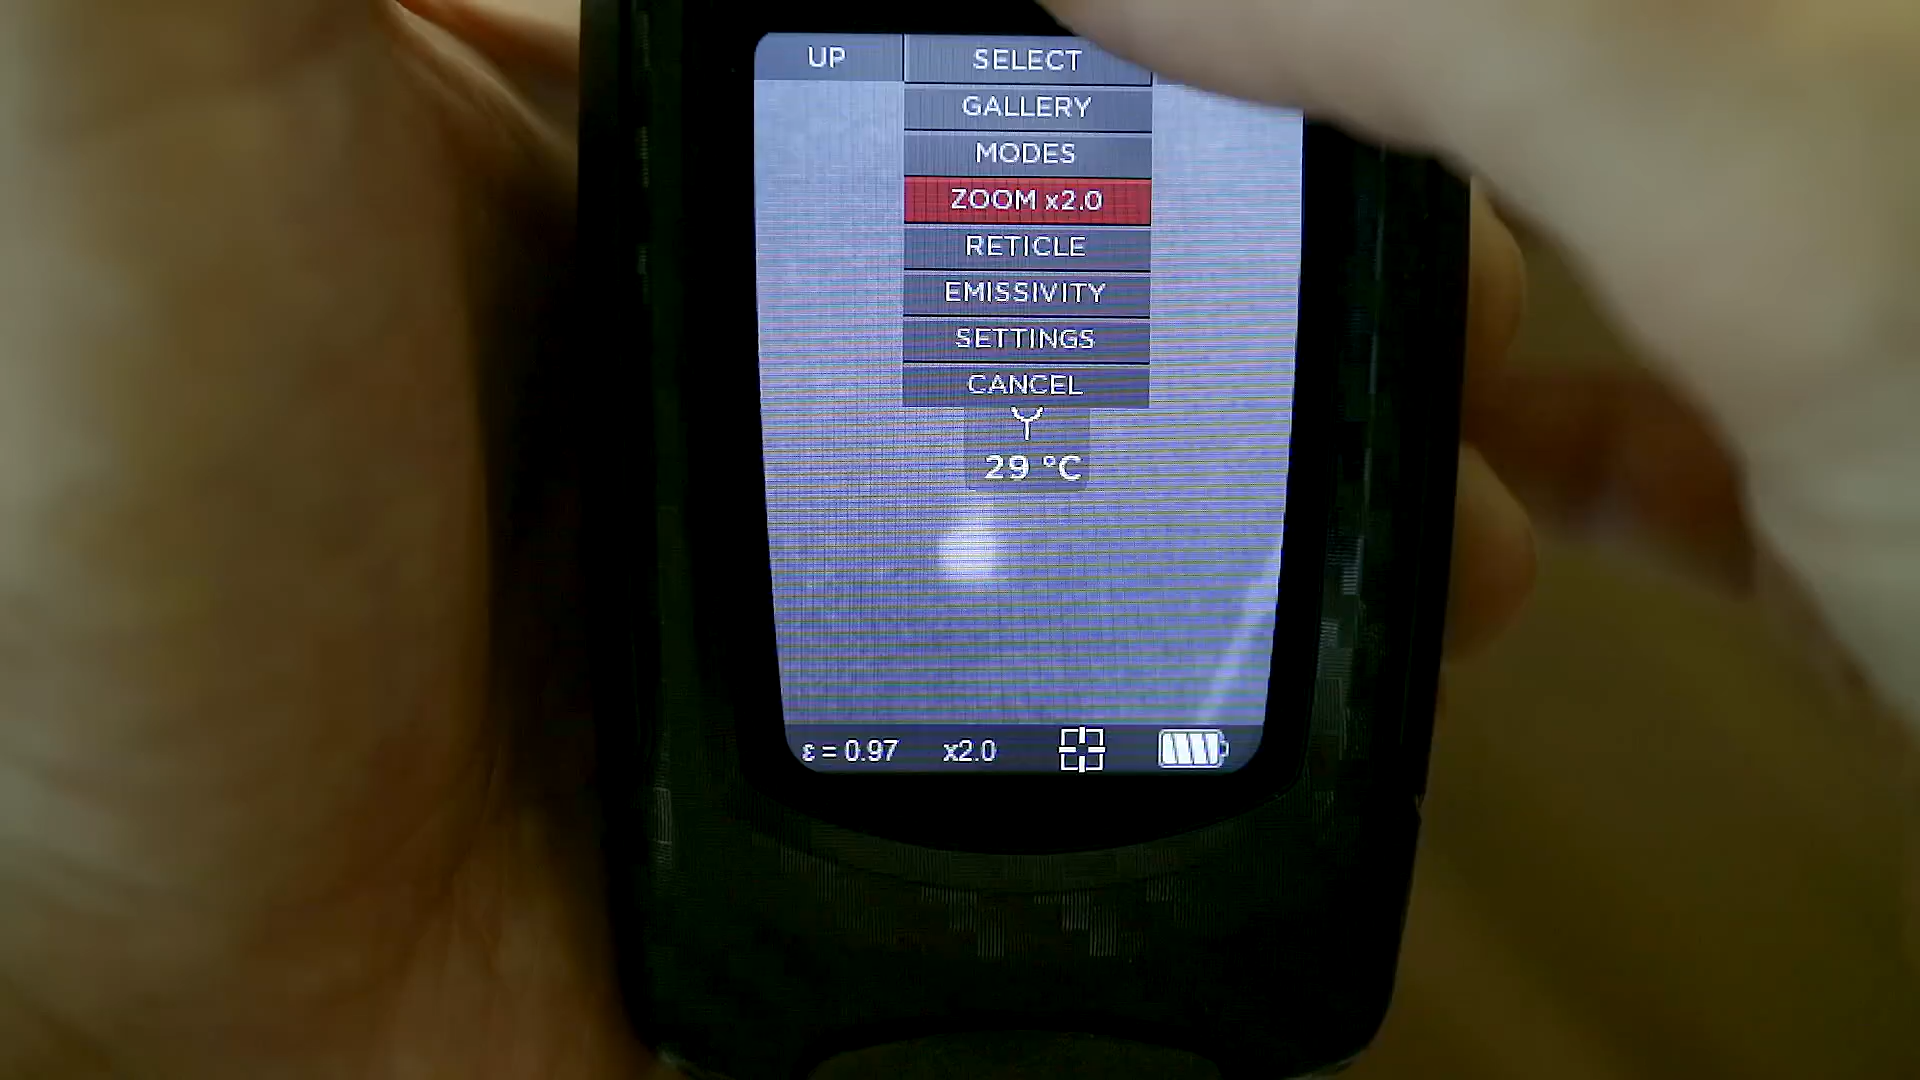 UP
SELECT
GALLERY
MODES
ZOOM x2.0
RETICLE
EMISSIVITY
SETTINGS
CANCEL
29 °C
ε = 0.97 x2.0